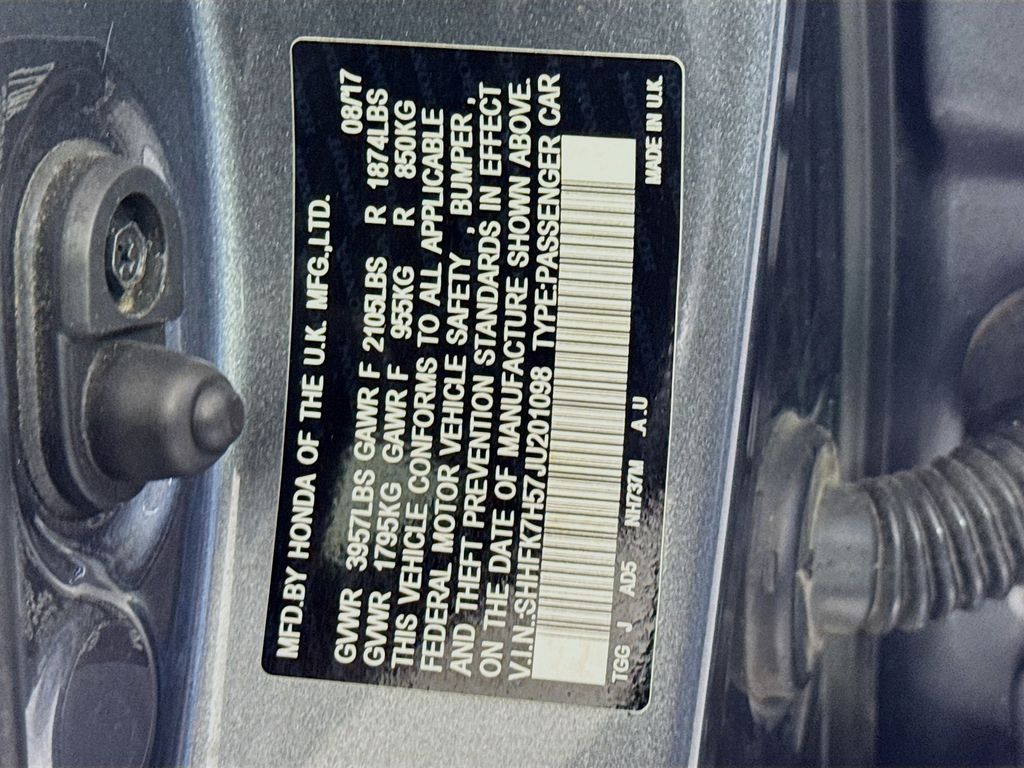 MFD.BY HONDA OF THE U.K. MFG.,LTD.
08/'17
GVWR 3957LBS GAWR F 2105LBS R 1874LBS
GVWR 1795KG GAWR F 955KG R 850KG
THIS VEHICLE CONFORMS TO ALL APPLICABLE
FEDERAL MOTOR VEHICLE SAFETY , BUMPER ,
AND THEFT PREVENTION STANDARDS IN EFFECT
ON THE DATE OF MANUFACTURE SHOWN ABOVE.
V.I.N.:SHHFK7H57JU201098 TYPE:PASSENGER CAR
TGG J AD5 NH737M .A.U MADE IN U.K.